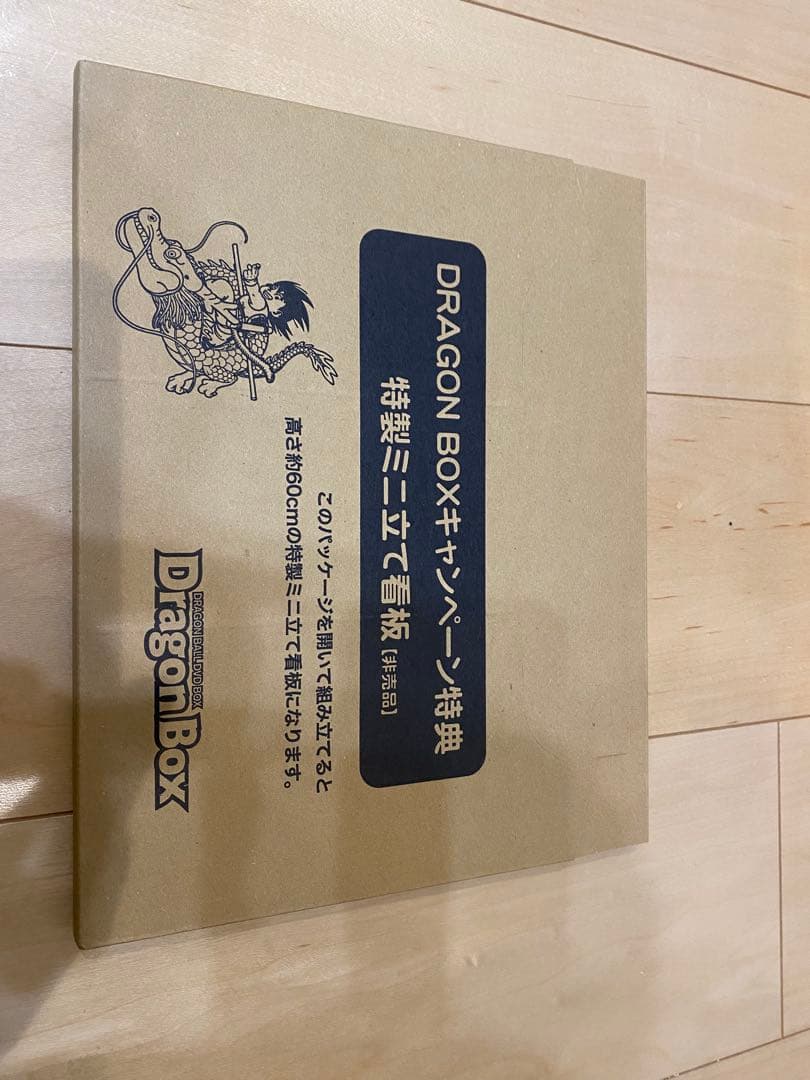 DRAGON BOXキャンペーン特典
特製ミニ立て看板[非売品]
このパッケージを開いて組み立てると
高さ約60cmの特製ミニ立て看板になります。
DRAGON BALL DVD BOX
DragonBox